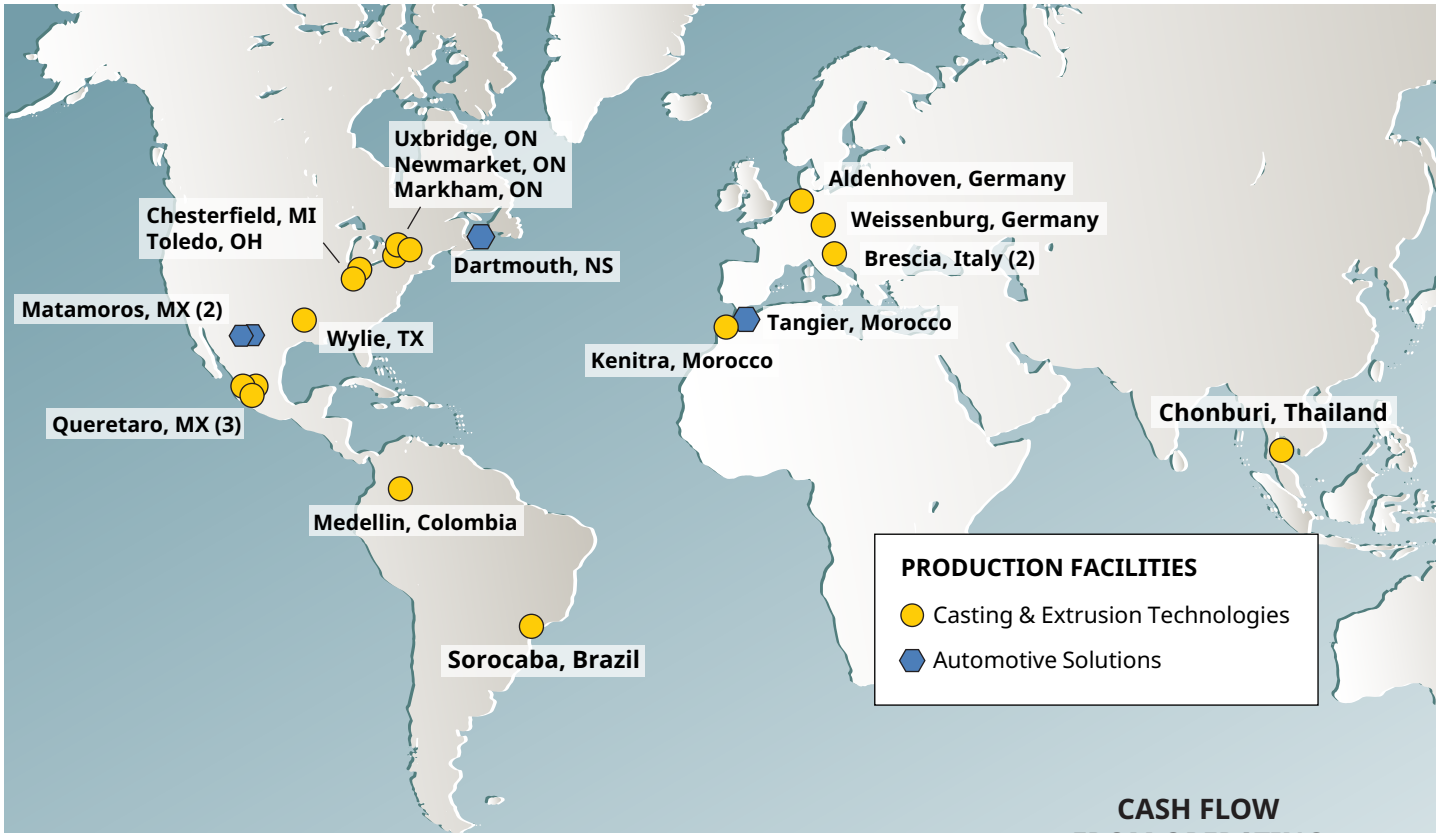 Uxbridge, ON
Newmarket, ON
Markham, ON
Chesterfield, MI
Toledo, OH
Dartmouth, NS
Matamoros, MX (2)
Wylie, TX
Queretaro, MX (3)
Medellin, Colombia
Sorocaba, Brazil
Aldenhoven, Germany
Weissenburg, Germany
Brescia, Italy (2)
Tangier, Morocco
Kenitra, Morocco
Chonburi, Thailand
PRODUCTION FACILITIES
Casting & Extrusion Technologies
Automotive Solutions
CASH FLOW